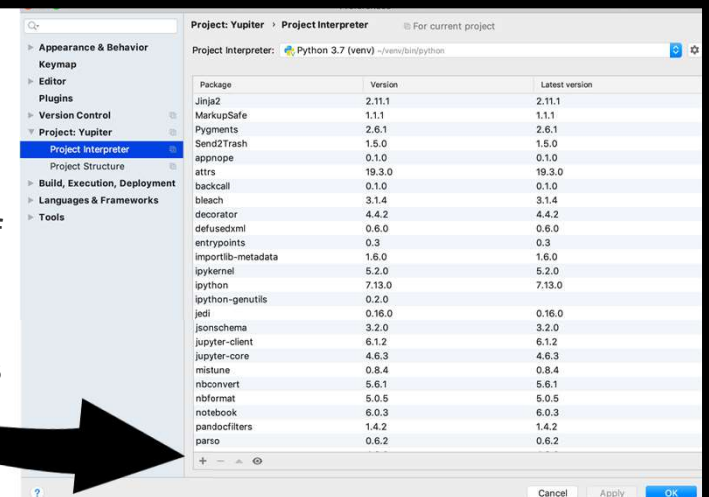 Project: Yupiter › Project Interpreter For current project
Appearance & Behavior
Keymap
Editor
Plugins
Version Control
Project: Yupiter
Project Interpreter
Project Structure
Build, Execution, Deployment
Languages & Frameworks
Tools
Project Interpreter: Python 3.7 (venv) ~/venv/bin/python
Package Version Latest version
Jinja2 2.11.1 2.11.1
MarkupSafe 1.1.1 1.1.1
Pygments 2.6.1 2.6.1
Send2Trash 1.5.0 1.5.0
appnope 0.1.0 0.1.0
attrs 19.3.0 19.3.0
backcall 0.1.0 0.1.0
bleach 3.1.4 3.1.4
decorator 4.4.2 4.4.2
defusedxml 0.6.0 0.6.0
entrypoints 0.3 0.3
importlib-metadata 1.6.0 1.6.0
ipykernel 5.2.0 5.2.0
ipython 7.13.0 7.13.0
ipython-genutils 0.2.0
jedi 0.16.0 0.16.0
jsonschema 3.2.0 3.2.0
jupyter-client 6.1.2 6.1.2
jupyter-core 4.6.3 4.6.3
mistune 0.8.4 0.8.4
nbconvert 5.6.1 5.6.1
nbformat 5.0.5 5.0.5
notebook 6.0.3 6.0.3
pandocfilters 1.4.2 1.4.2
parso 0.6.2 0.6.2
+ −
? Cancel Apply OK